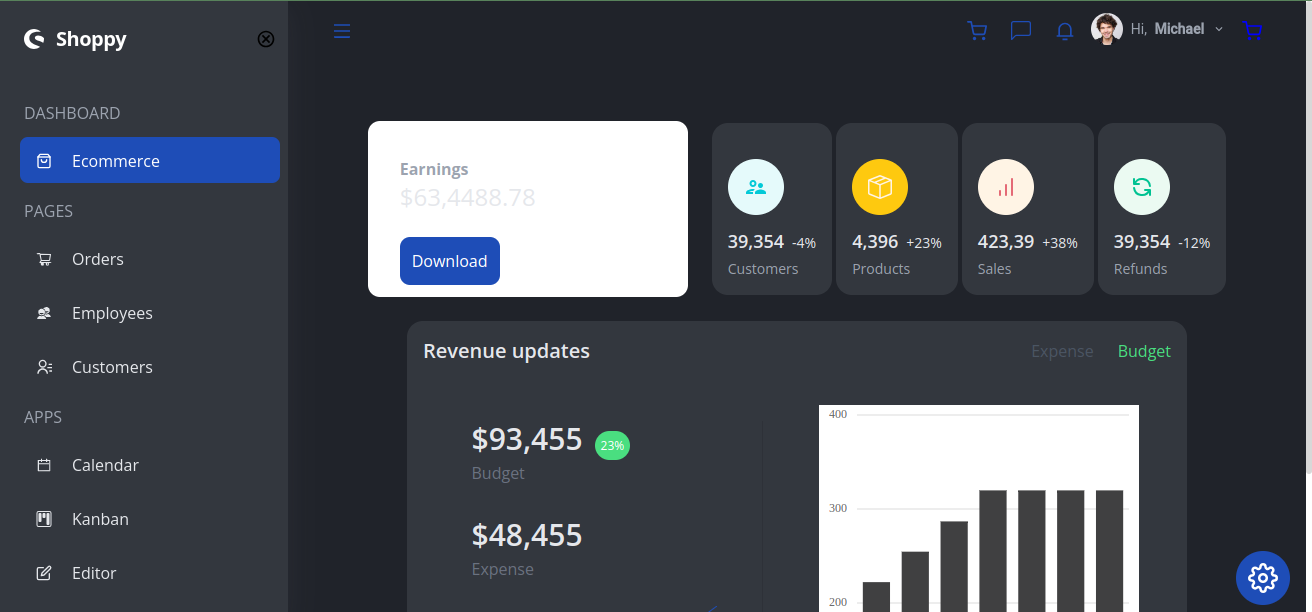 Shoppy
Hi, Michael
DASHBOARD
Ecommerce
PAGES
Orders
Employees
Customers
APPS
Calendar
Kanban
Editor
Earnings
$63,4488.78
Download
39,354 -4%
Customers
4,396 +23%
Products
423,39 +38%
Sales
39,354 -12%
Refunds
Revenue updates
Expense
Budget
$93,455 23%
Budget
$48,455
Expense
400
300
200